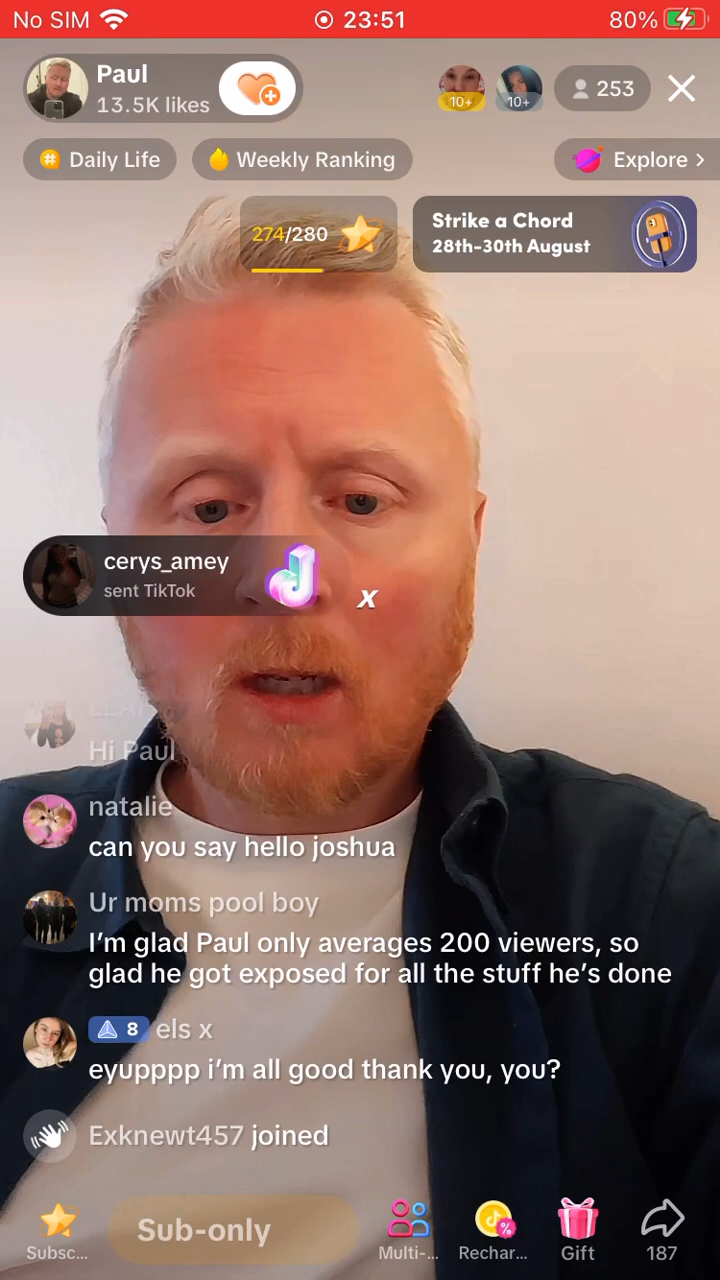 No SIM 23:51 80%
Paul
13.5K likes
10+ 10+ 253
Daily Life Weekly Ranking Explore >
274/280 Strike a Chord
28th-30th August
cerys_amey
sent TikTok
x
Hi Paul
natalie
can you say hello joshua
Ur moms pool boy
I'm glad Paul only averages 200 viewers, so
glad he got exposed for all the stuff he's done
8 els x
eyupppp i'm all good thank you, you?
Exknewt457 joined
Sub-only
Subsc... Multi-... Rechar... Gift 187